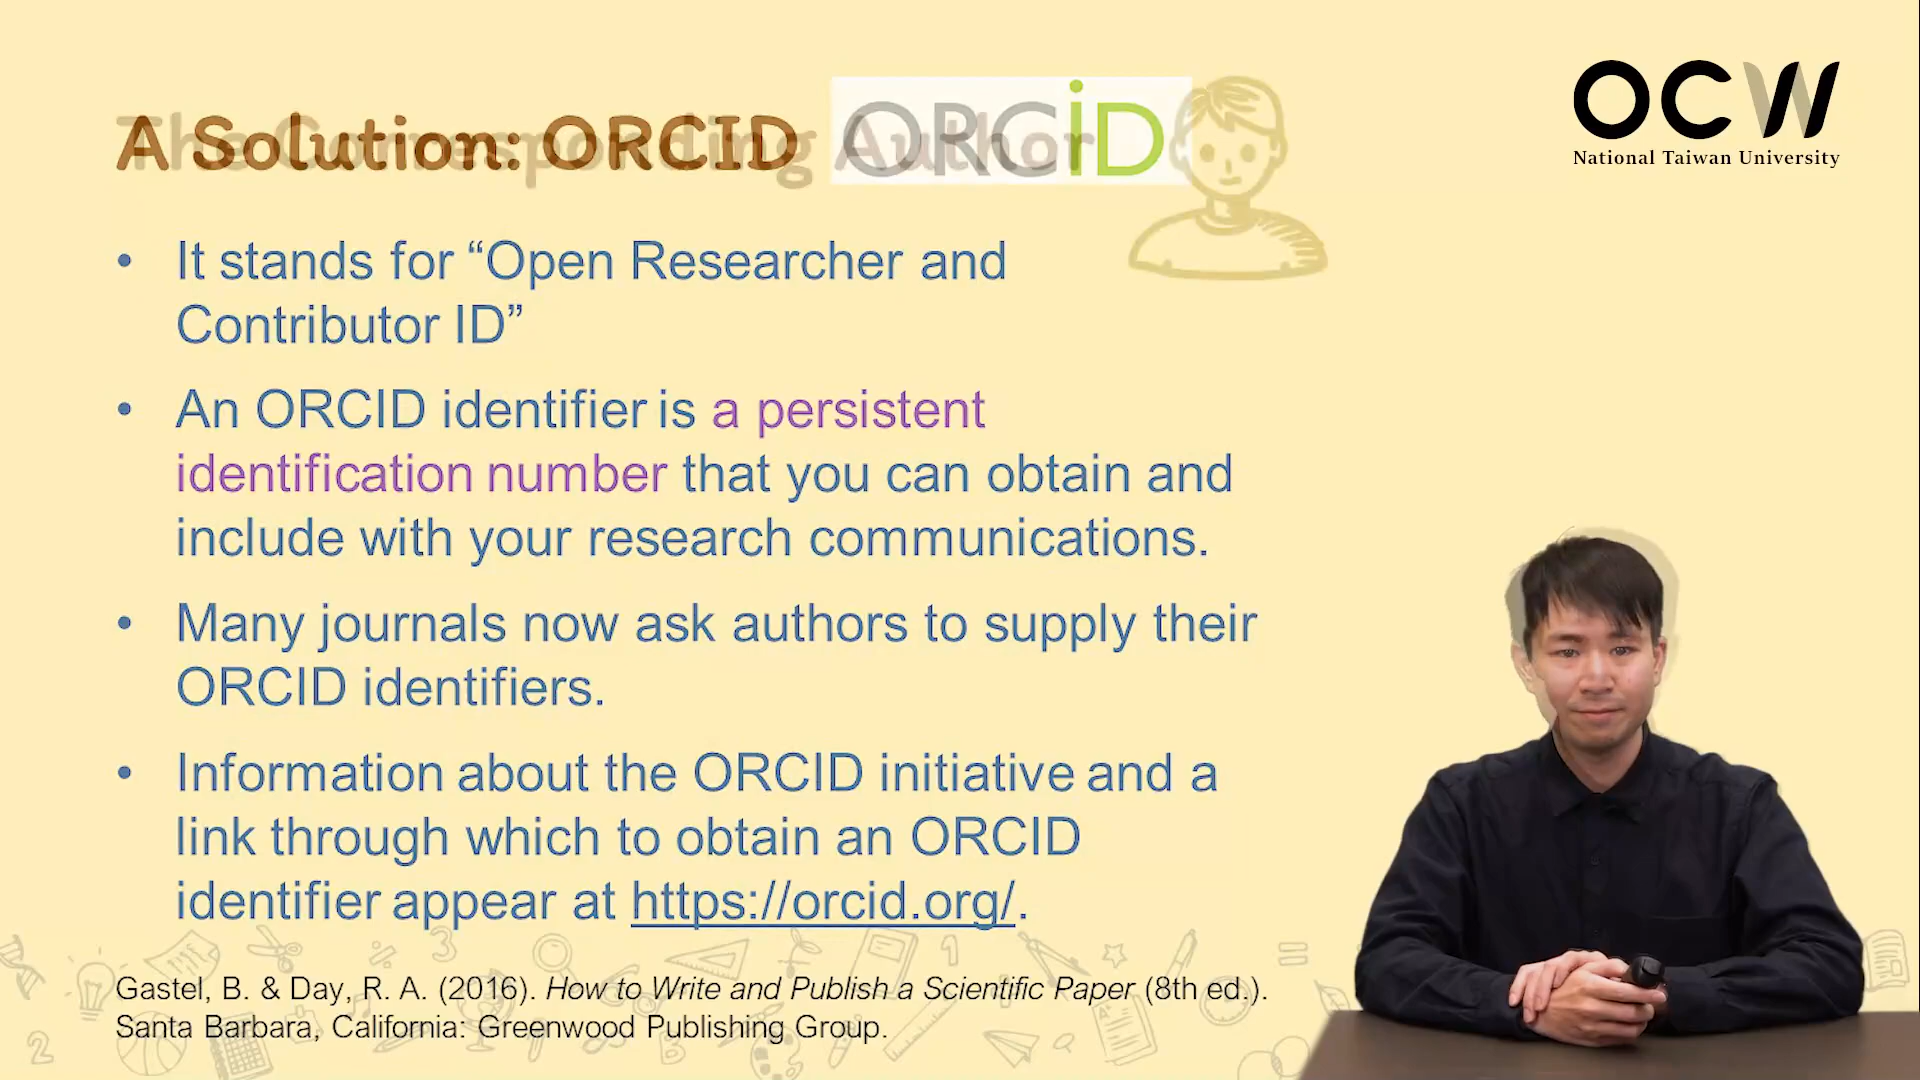 A Solution: ORCID
ORCiD
The Corresponding Author
OCW
National Taiwan University
• It stands for “Open Researcher and
Contributor ID”
• An ORCID identifier is a persistent
identification number that you can obtain and
include with your research communications.
• Many journals now ask authors to supply their
ORCID identifiers.
• Information about the ORCID initiative and a
link through which to obtain an ORCID
identifier appear at https://orcid.org/.
Gastel, B. & Day, R. A. (2016). How to Write and Publish a Scientific Paper (8th ed.).
Santa Barbara, California: Greenwood Publishing Group.